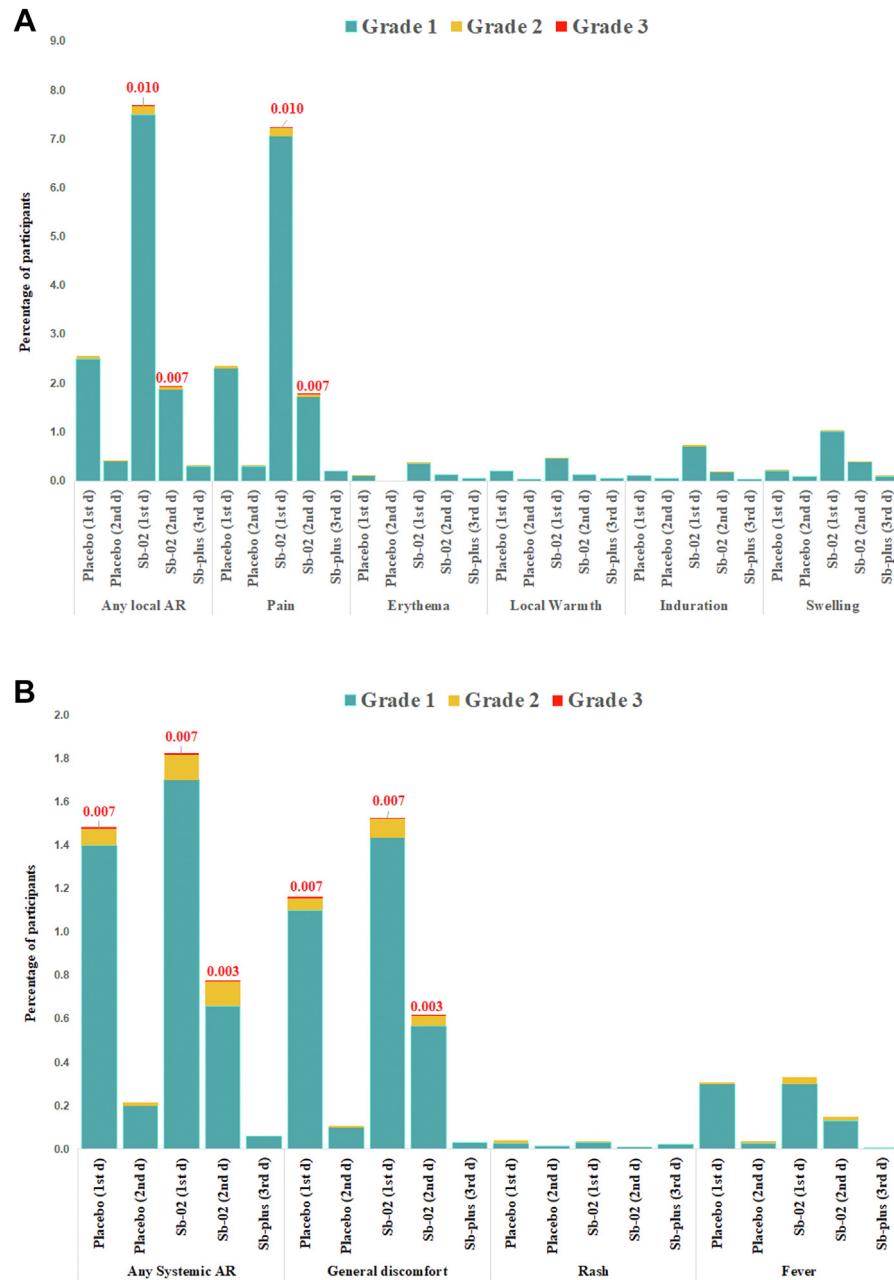 A
Grade 1 Grade 2 Grade 3
Percentage of participants
9.0
8.0
7.0
6.0
5.0
4.0
3.0
2.0
1.0
0.0
0.010
0.007
0.010
0.007
Placebo (1st d)
Placebo (2nd d)
Sb-02 (1st d)
Sb-02 (2nd d)
Sb-plus (3rd d)
Placebo (1st d)
Placebo (2nd d)
Sb-02 (1st d)
Sb-02 (2nd d)
Sb-plus (3rd d)
Placebo (1st d)
Placebo (2nd d)
Sb-02 (1st d)
Sb-02 (2nd d)
Sb-plus (3rd d)
Placebo (1st d)
Placebo (2nd d)
Sb-02 (1st d)
Sb-02 (2nd d)
Sb-plus (3rd d)
Placebo (1st d)
Placebo (2nd d)
Sb-02 (1st d)
Sb-02 (2nd d)
Sb-plus (3rd d)
Placebo (1st d)
Placebo (2nd d)
Sb-02 (1st d)
Sb-02 (2nd d)
Sb-plus (3rd d)
Any local AR Pain Erythema Local Warmth Induration Swelling
B
Grade 1 Grade 2 Grade 3
Percentage of participants
2.0
1.8
1.6
1.4
1.2
1.0
0.8
0.6
0.4
0.2
0.0
0.007
0.007
0.003
0.007
0.007
0.003
Placebo (1st d)
Placebo (2nd d)
Sb-02 (1st d)
Sb-02 (2nd d)
Sb-plus (3rd d)
Placebo (1st d)
Placebo (2nd d)
Sb-02 (1st d)
Sb-02 (2nd d)
Sb-plus (3rd d)
Placebo (1st d)
Placebo (2nd d)
Sb-02 (1st d)
Sb-02 (2nd d)
Sb-plus (3rd d)
Placebo (1st d)
Placebo (2nd d)
Sb-02 (1st d)
Sb-02 (2nd d)
Sb-plus (3rd d)
Any Systemic AR General discomfort Rash Fever